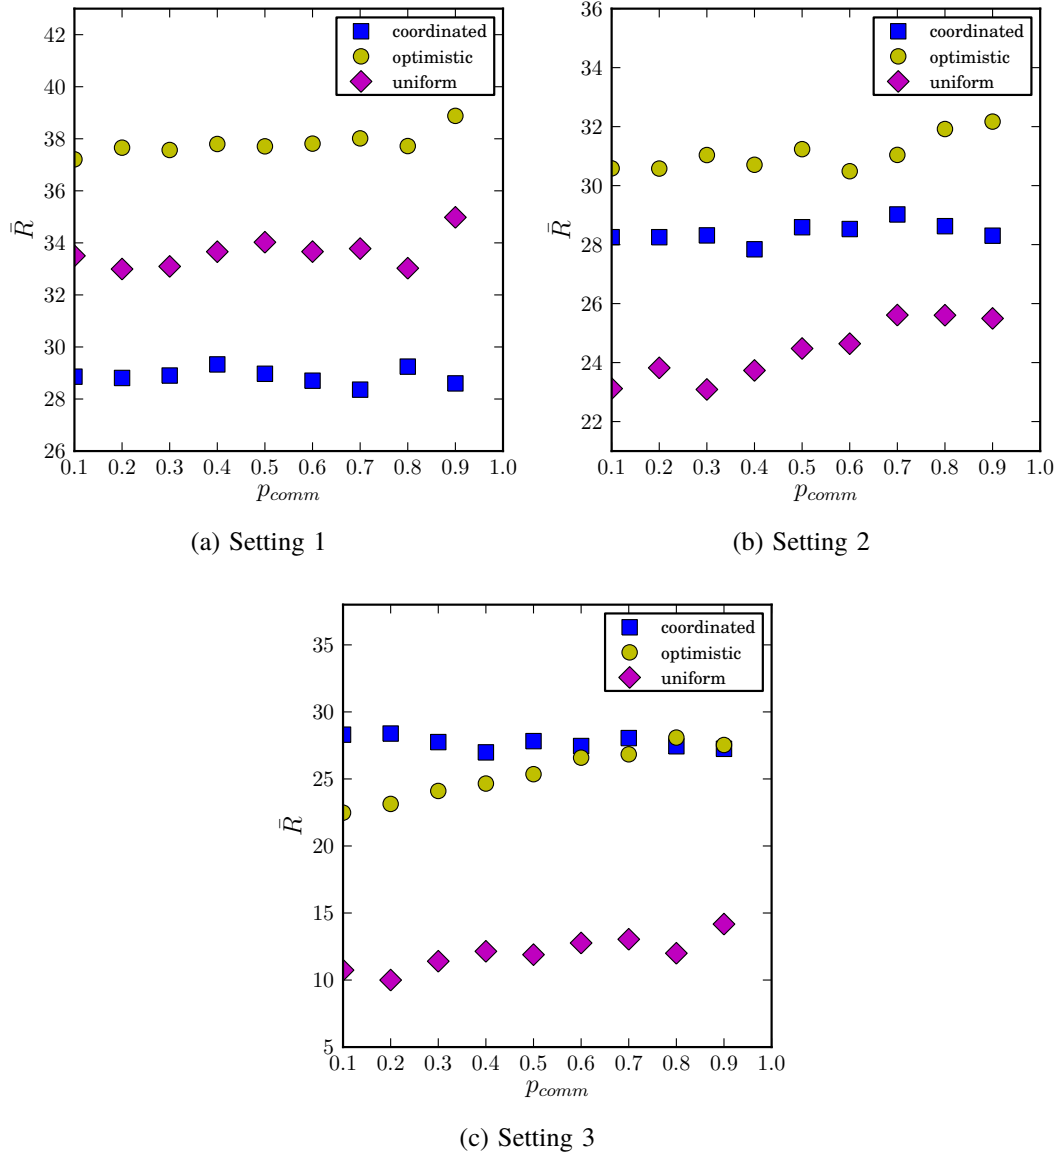 coordinated
optimistic
uniform
42
40
38
36
34
32
30
28
26
R̄
0.1 0.2 0.3 0.4 0.5 0.6 0.7 0.8 0.9 1.0
p_comm
(a) Setting 1
coordinated
optimistic
uniform
36
34
32
30
28
26
24
22
R̄
0.1 0.2 0.3 0.4 0.5 0.6 0.7 0.8 0.9 1.0
p_comm
(b) Setting 2
coordinated
optimistic
uniform
35
30
25
20
15
10
5
R̄
0.1 0.2 0.3 0.4 0.5 0.6 0.7 0.8 0.9 1.0
p_comm
(c) Setting 3